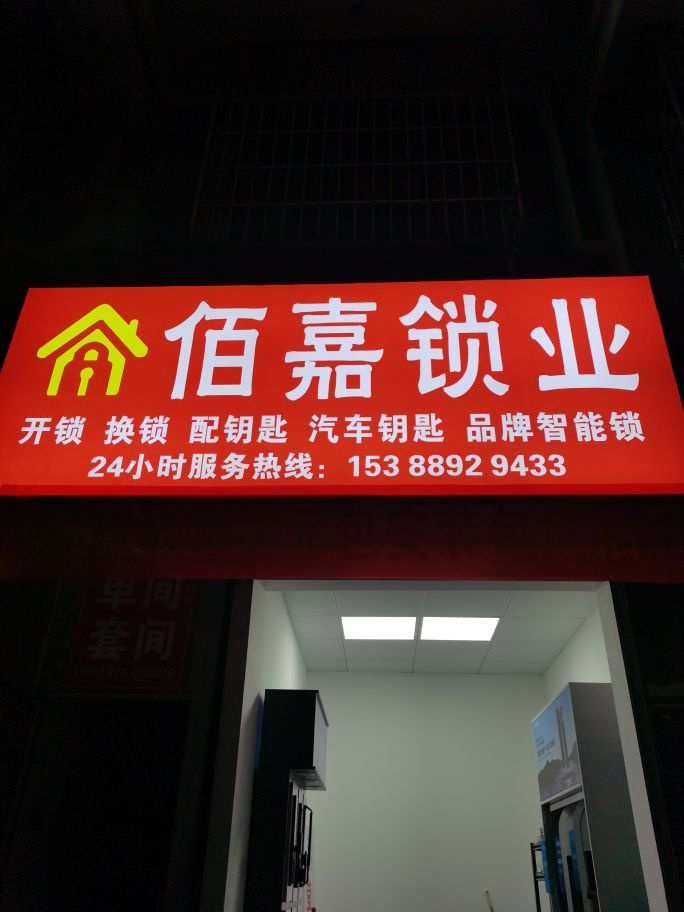 佰嘉锁业
开锁 换锁 配钥匙 汽车钥匙 品牌智能锁
24小时服务热线：153 8892 9433
单间
套间